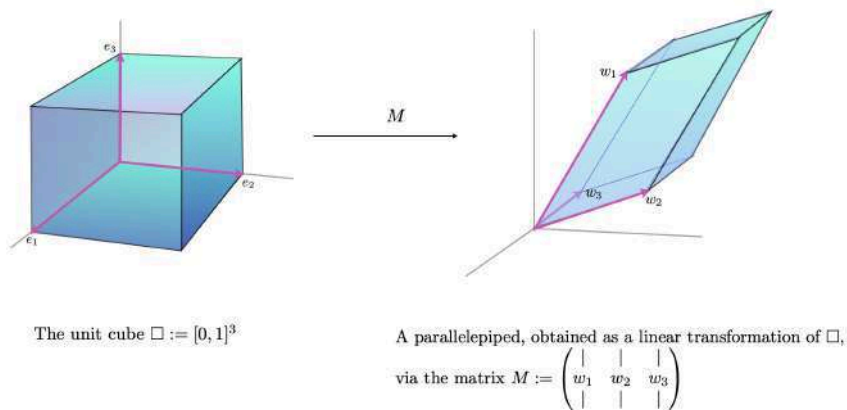 e₃
e₂
e₁
M
w₁
w₃
w₂
The unit cube □ := [0, 1]³
A parallelepiped, obtained as a linear transformation of □,
via the matrix M := ( | | |
w₁ w₂ w₃
| | | )